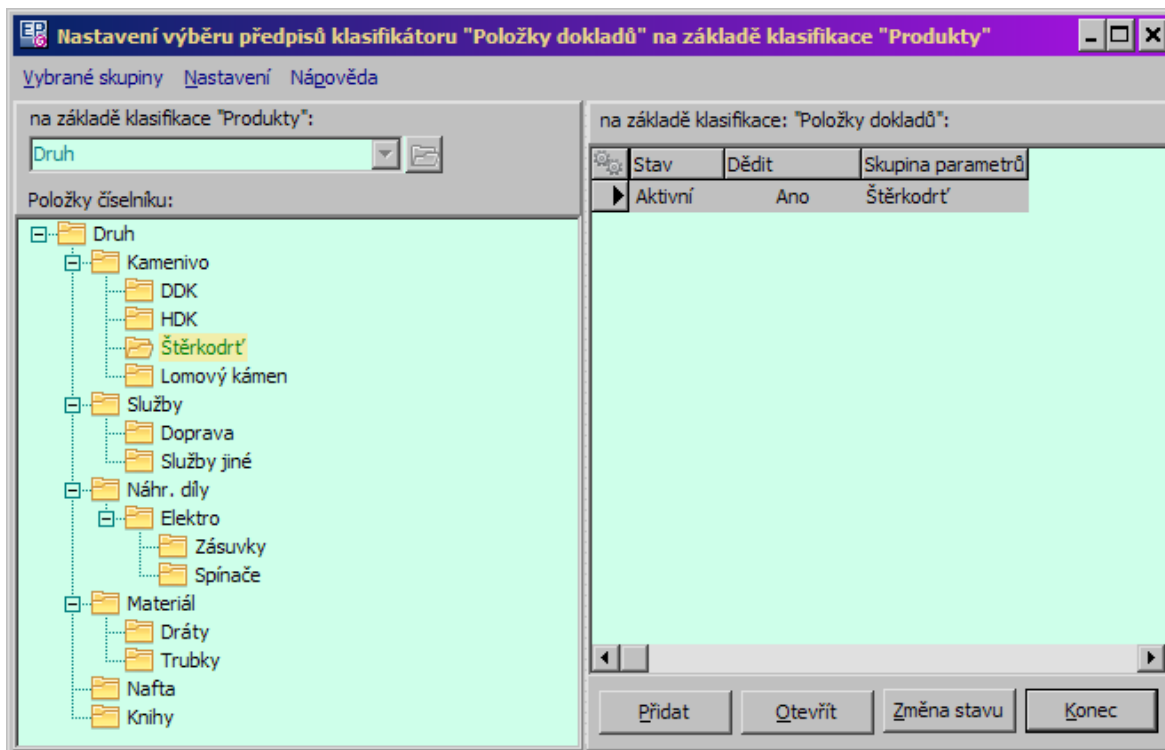 Nastavení výběru předpisů klasifikátoru "Položky dokladů" na základě klasifikace "Produkty"
Vybrané skupiny Nastavení Nápověda
na základě klasifikace "Produkty":
Druh
Položky číselníku:
Druh
Kamenivo
DDK
HDK
Štěrkodrť
Lomový kámen
Služby
Doprava
Služby jiné
Náhr. díly
Elektro
Zásuvky
Spínače
Materiál
Dráty
Trubky
Nafta
Knihy
na základě klasifikace: "Položky dokladů":
Stav Dědit Skupina parametrů
Aktivní Ano Štěrkodrť
Přidat Otevřít Změna stavu Konec